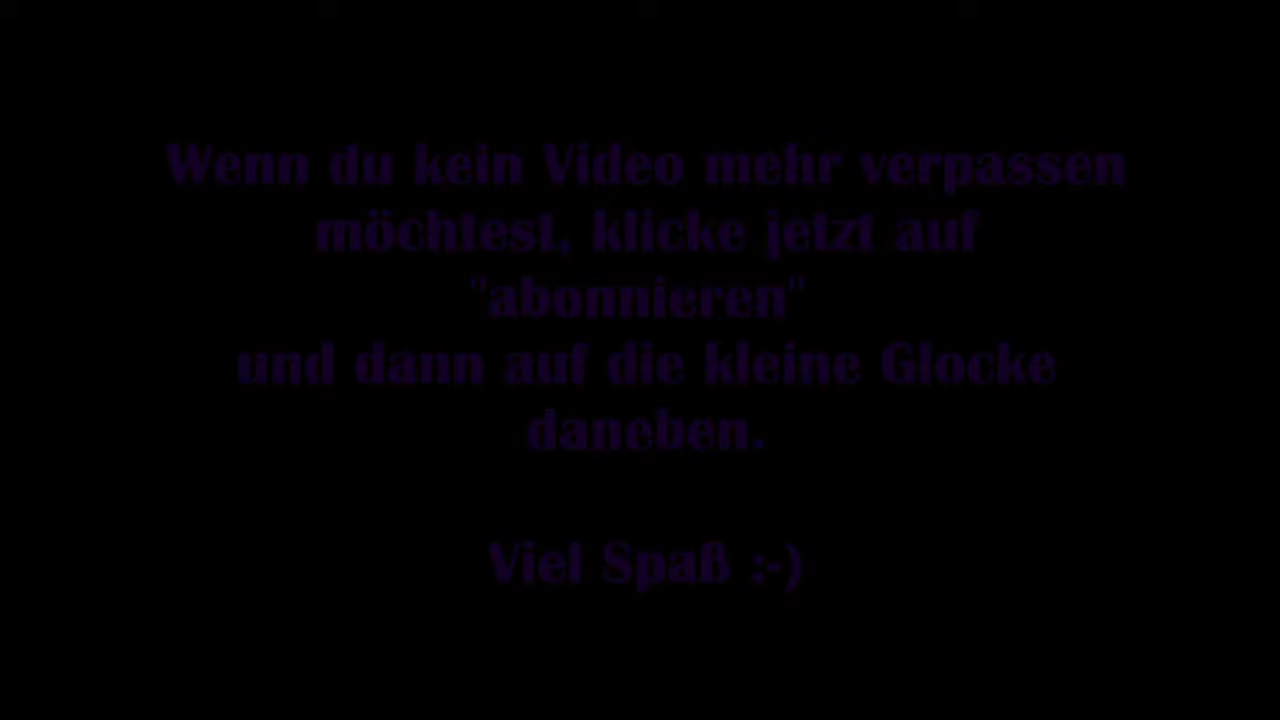 Wenn du kein Video mehr verpassen
möchtest, klicke jetzt auf
"abonnieren"
und dann auf die kleine Glocke
daneben.
Viel Spaß :-)